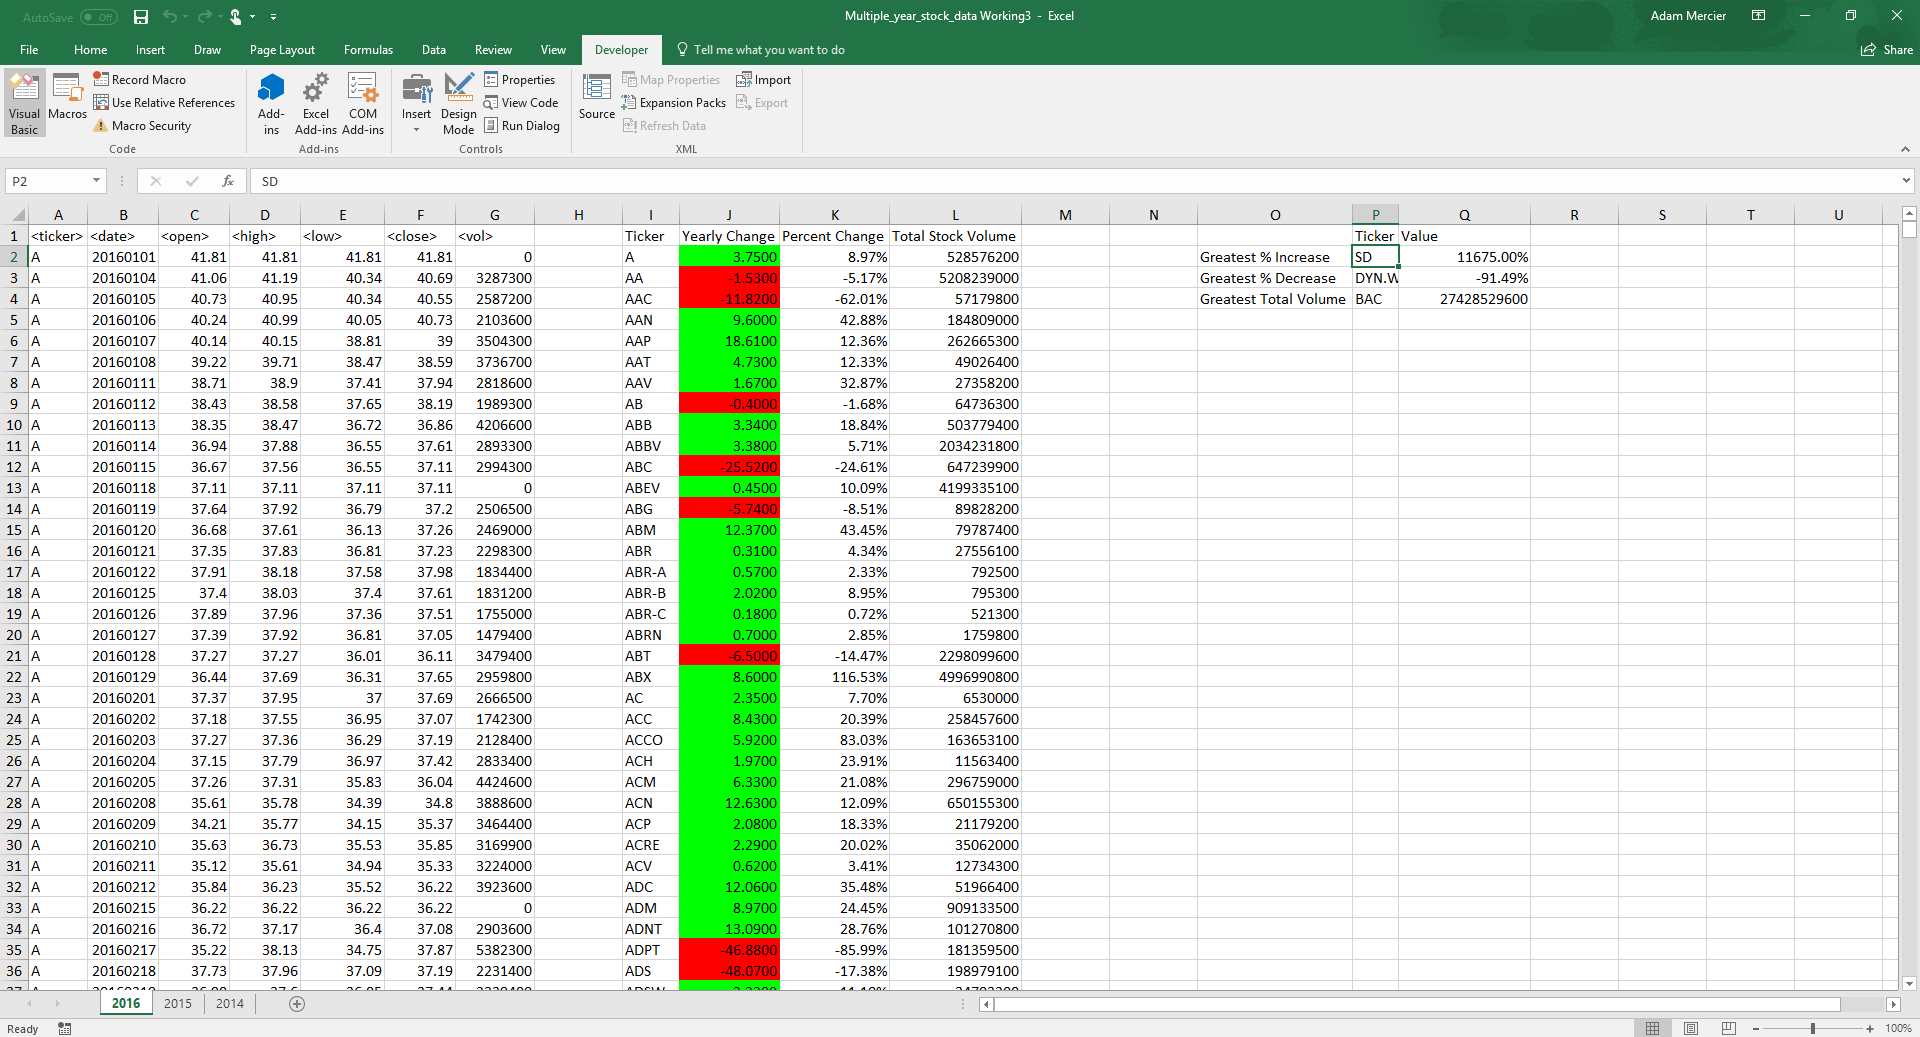 AutoSave Off Multiple_year_stock_data Working3 - Excel Adam Mercier
File Home Insert Draw Page Layout Formulas Data Review View Developer Tell me what you want to do Share
Visual Basic Macros Record Macro Use Relative References Macro Security Code
Add-ins Excel Add-ins COM Add-ins Add-ins
Insert Design Mode Properties View Code Run Dialog Controls
Source Map Properties Expansion Packs Refresh Data Import Export XML
P2 fx SD
A B C D E F G H I J K L M N O P Q R S T U
1 <ticker> <date> <open> <high> <low> <close> <vol> Ticker Yearly Change Percent Change Total Stock Volume Ticker Value
2 A 20160101 41.81 41.81 41.81 41.81 0 A 3.7500 8.97% 528576200 Greatest % Increase SD 11675.00%
3 A 20160104 41.06 41.19 40.34 40.69 3287300 AA -1.5300 -5.17% 5208239000 Greatest % Decrease DYN.W -91.49%
4 A 20160105 40.73 40.95 40.34 40.55 2587200 AAC -11.8200 -62.01% 57179800 Greatest Total Volume BAC 27428529600
5 A 20160106 40.24 40.99 40.05 40.73 2103600 AAN 9.6000 42.88% 184809000
6 A 20160107 40.14 40.15 38.81 39 3504300 AAP 18.6100 12.36% 262665300
7 A 20160108 39.22 39.71 38.47 38.59 3736700 AAT 4.7300 12.33% 49026400
8 A 20160111 38.71 38.9 37.41 37.94 2818600 AAV 1.6700 32.87% 27358200
9 A 20160112 38.43 38.58 37.65 38.19 1989300 AB -0.4000 -1.68% 64736300
10 A 20160113 38.35 38.47 36.72 36.86 4206600 ABB 3.3400 18.84% 503779400
11 A 20160114 36.94 37.88 36.55 37.61 2893300 ABBV 3.3800 5.71% 2034231800
12 A 20160115 36.67 37.56 36.55 37.11 2994300 ABC -25.5200 -24.61% 647239900
13 A 20160118 37.11 37.11 37.11 37.11 0 ABEV 0.4500 10.09% 4199335100
14 A 20160119 37.64 37.92 36.79 37.2 2506500 ABG -5.7400 -8.51% 89828200
15 A 20160120 36.68 37.61 36.13 37.26 2469000 ABM 12.3700 43.45% 79787400
16 A 20160121 37.35 37.83 36.81 37.23 2298300 ABR 0.3100 4.34% 27556100
17 A 20160122 37.91 38.18 37.58 37.98 1834400 ABR-A 0.5700 2.33% 792500
18 A 20160125 37.4 38.03 37.4 37.61 1831200 ABR-B 2.0200 8.95% 795300
19 A 20160126 37.89 37.96 36.73 37.51 1755000 ABR-C 0.1800 0.72% 521300
20 A 20160127 37.39 37.92 36.81 37.05 1479400 ABRN 0.7000 2.85% 1759800
21 A 20160128 37.27 37.27 36.01 36.11 3479400 ABT -6.5000 -14.47% 2298099600
22 A 20160129 36.44 37.69 36.31 37.65 2959800 ABX 8.6000 116.53% 4996990800
23 A 20160201 37.37 37.95 37 37.69 2666500 AC 2.3500 7.70% 6530000
24 A 20160202 37.18 37.55 36.95 37.07 1742300 ACC 8.4300 20.39% 258457600
25 A 20160203 37.27 37.36 36.29 37.19 2128400 ACCO 5.9200 83.03% 163653100
26 A 20160204 37.15 37.79 36.97 37.42 2833400 ACH 1.9700 23.91% 11563400
27 A 20160205 37.26 37.31 35.83 36.04 4424600 ACM 6.3300 21.08% 296759000
28 A 20160208 35.61 35.78 34.39 34.8 3888600 ACN 12.6300 12.09% 650155300
29 A 20160209 34.21 35.77 34.15 35.37 3464400 ACP 2.0800 18.33% 21179200
30 A 20160210 35.63 36.73 35.53 35.85 3169900 ACRE 2.2900 20.02% 35062000
31 A 20160211 35.12 35.61 34.94 35.33 3224000 ACV 0.6200 3.41% 12734300
32 A 20160212 35.84 36.23 35.52 36.22 3923600 ADC 12.0600 35.48% 51966400
33 A 20160215 36.22 36.22 36.22 36.22 0 ADM 8.9700 24.45% 909133500
34 A 20160216 36.72 37.17 36.4 37.08 2903600 ADNT 13.0900 28.76% 101270800
35 A 20160217 35.22 38.13 34.75 37.87 5382300 ADPT -46.8800 -85.99% 181359500
36 A 20160218 37.73 37.96 37.09 37.19 2231400 ADS -48.0700 -17.38% 198979100
2016 2015 2014
Ready 100%